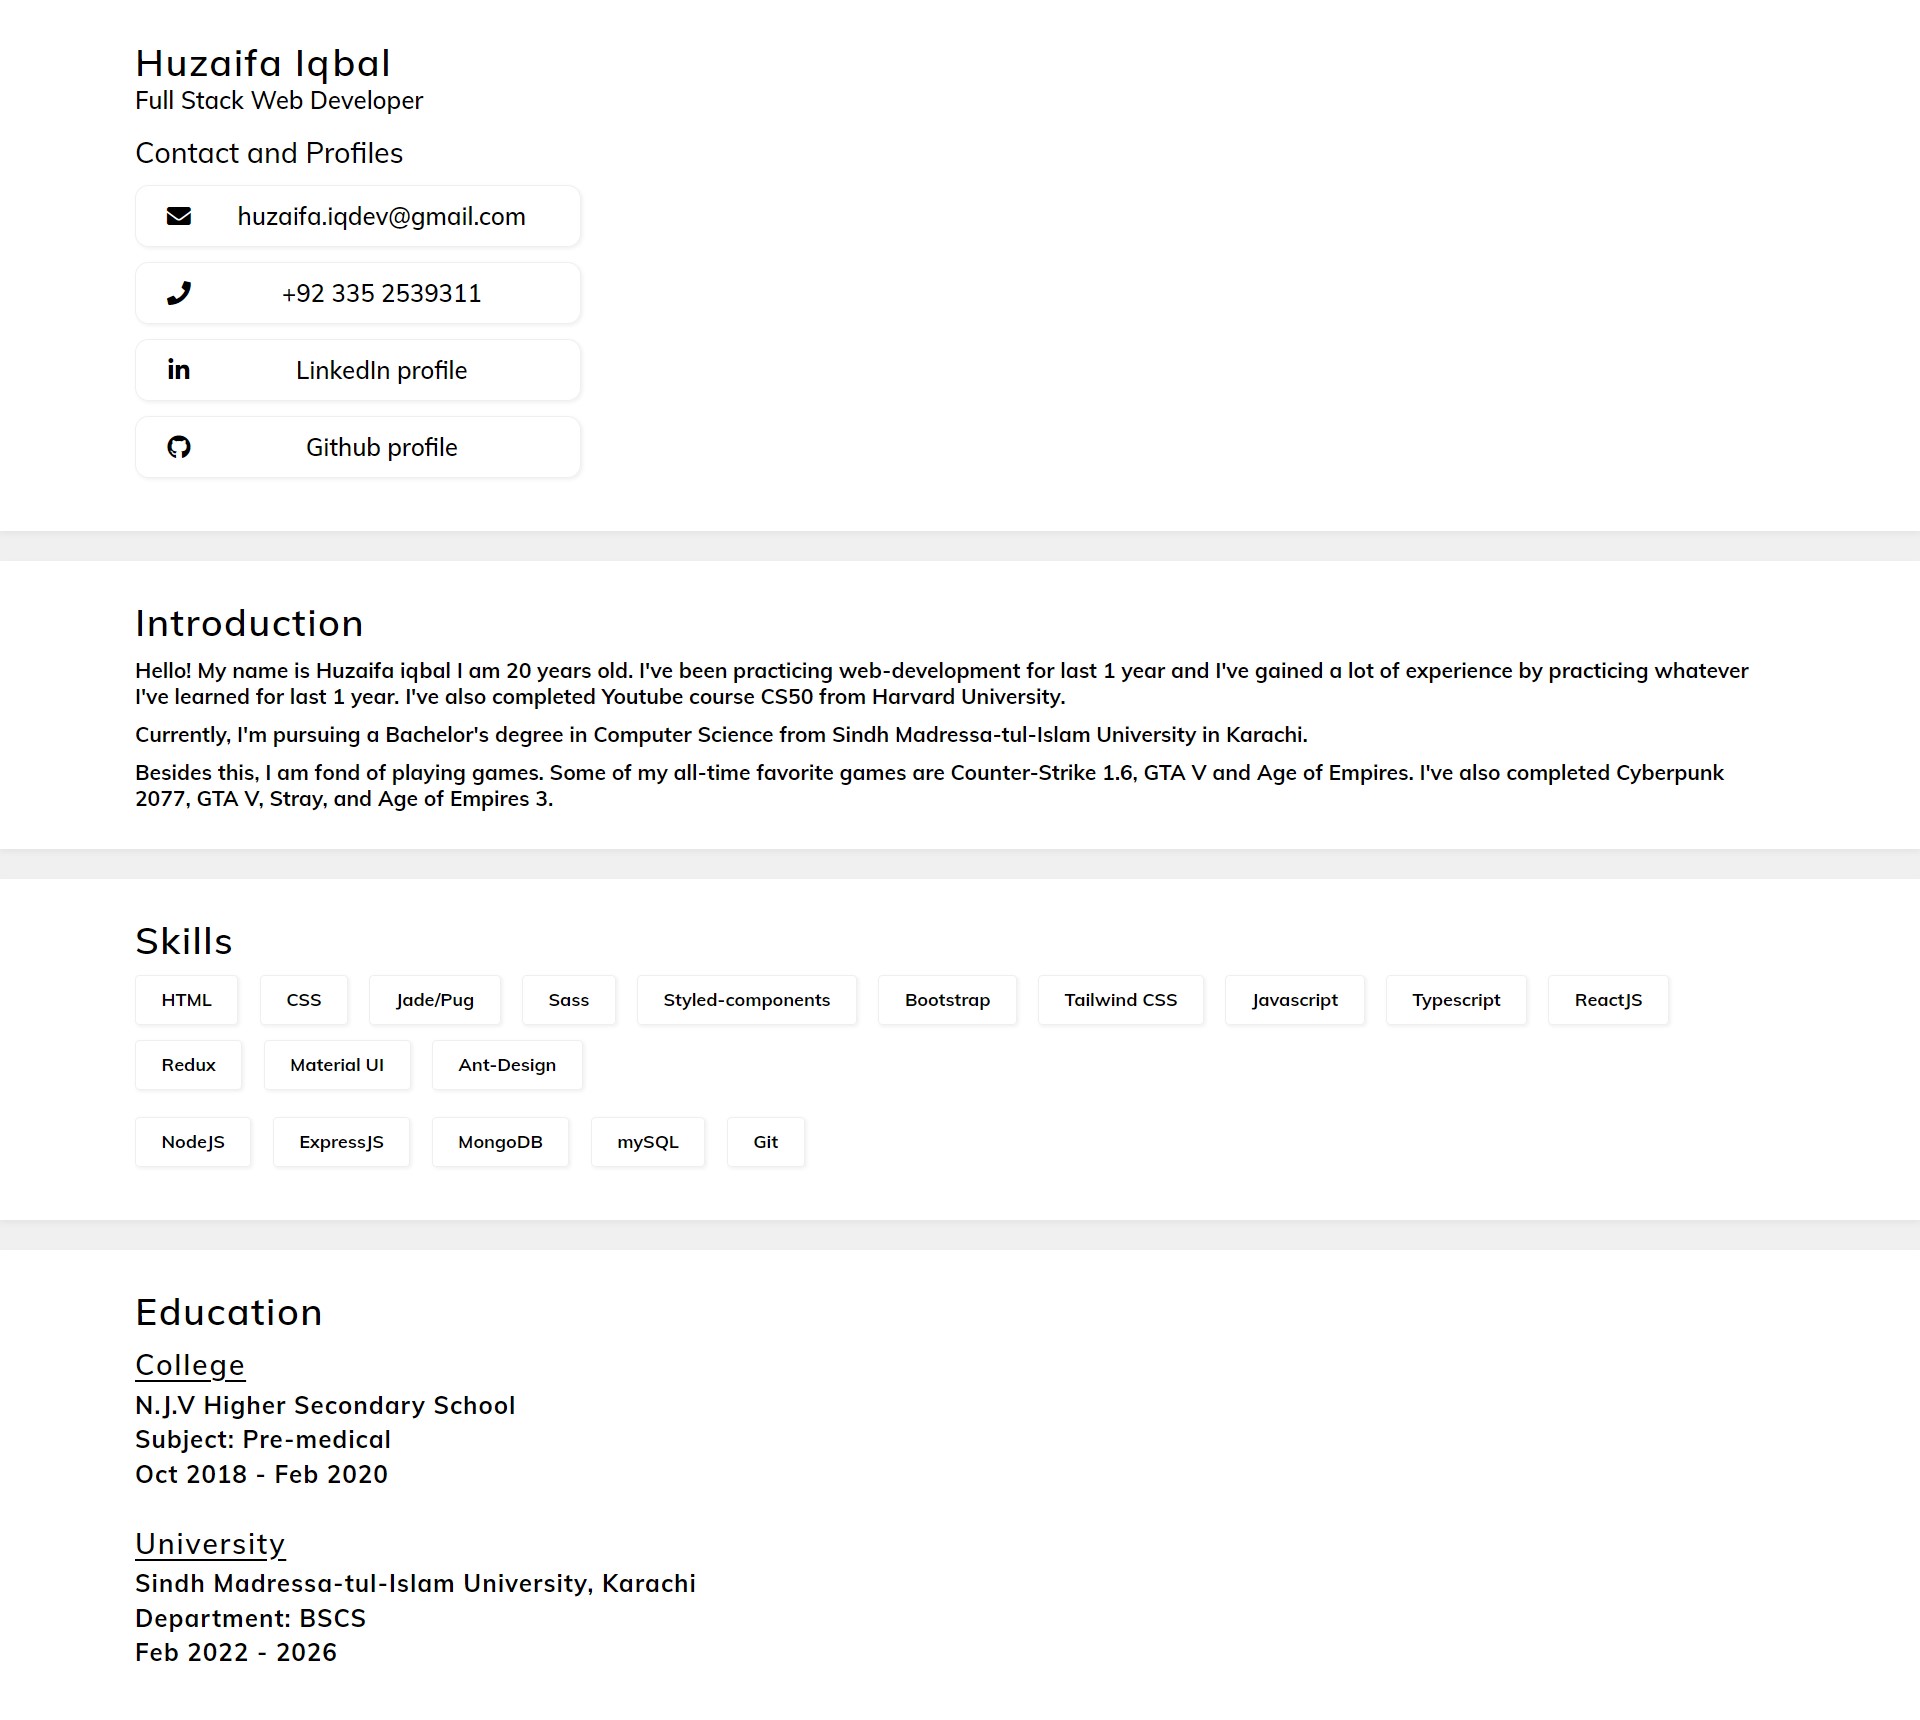 Huzaifa Iqbal
Full Stack Web Developer
Contact and Profiles
huzaifa.iqdev@gmail.com
+92 335 2539311
LinkedIn profile
Github profile
Introduction
Hello! My name is Huzaifa iqbal I am 20 years old. I've been practicing web-development for last 1 year and I've gained a lot of experience by practicing whatever
I've learned for last 1 year. I've also completed Youtube course CS50 from Harvard University.
Currently, I'm pursuing a Bachelor's degree in Computer Science from Sindh Madressa-tul-Islam University in Karachi.
Besides this, I am fond of playing games. Some of my all-time favorite games are Counter-Strike 1.6, GTA V and Age of Empires. I've also completed Cyberpunk
2077, GTA V, Stray, and Age of Empires 3.
Skills
HTML CSS Jade/Pug Sass Styled-components Bootstrap Tailwind CSS Javascript Typescript ReactJS
Redux Material UI Ant-Design
NodeJS ExpressJS MongoDB mySQL Git
Education
College
N.J.V Higher Secondary School
Subject: Pre-medical
Oct 2018 - Feb 2020
University
Sindh Madressa-tul-Islam University, Karachi
Department: BSCS
Feb 2022 - 2026